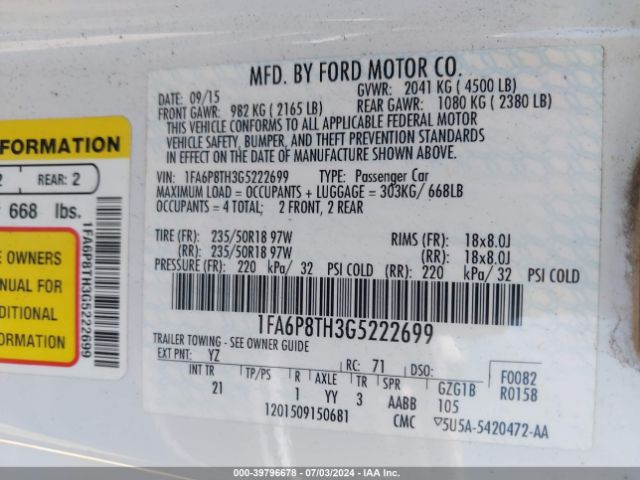 MFD. BY FORD MOTOR CO.
DATE: 09/15 GVWR: 2041 KG ( 4500 LB)
FRONT GAWR: 982 KG ( 2165 LB) REAR GAWR: 1080 KG ( 2380 LB)
THIS VEHICLE CONFORMS TO ALL APPLICABLE FEDERAL MOTOR
VEHICLE SAFETY, BUMPER, AND THEFT PREVENTION STANDARDS
IN EFFECT ON THE DATE OF MANUFACTURE SHOWN ABOVE.
VIN: 1FA6P8TH3G5222699 TYPE: Passenger Car
MAXIMUM LOAD = OCCUPANTS + LUGGAGE = 303KG/ 668LB
OCCUPANTS = 4 TOTAL; 2 FRONT, 2 REAR
TIRE (FR): 235/50R18 97W RIMS (FR): 18x8.0J
(RR): 235/50R18 97W (RR): 18x8.0J
PRESSURE (FR): 220 kPa/ 32 PSI COLD (RR): 220 kPa/ 32 PSI COLD
1FA6P8TH3G5222699
TRAILER TOWING - SEE OWNER GUIDE
EXT PNT: YZ RC: 71 DSO:
INT TR TP/PS R AXLE TR SPR GZG1B F0082
21 1 YY 3 AABB 105 R0158
1201509150681 CMC ▽5U5A-5420472-AA
FORMATION
2 REAR: 2
668 lbs.
E OWNERS
ANUAL FOR
DITIONAL
ORMATION
1FA6P8TH3G5222699
000-39796678 - 07/03/2024 - IAA, Inc.